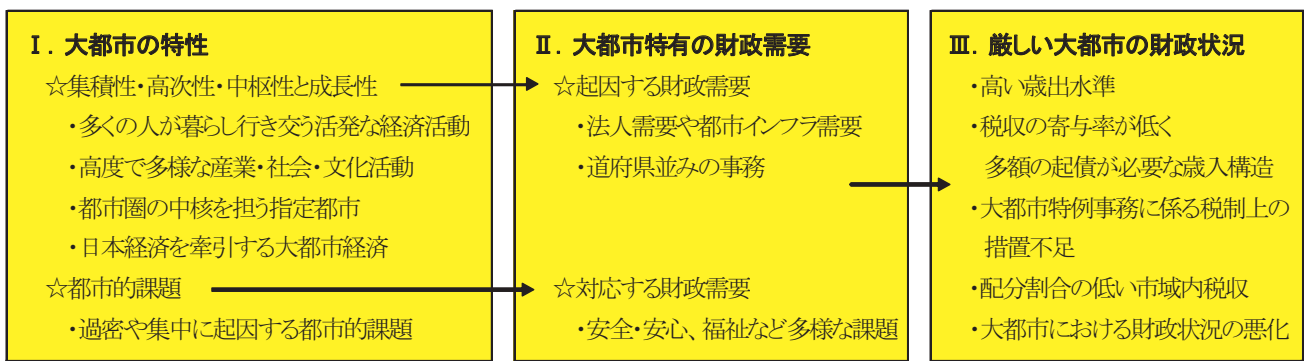 Ⅰ．大都市の特性
☆集積性・高次性・中枢性と成長性
・多くの人が暮らし行き交う活発な経済活動
・高度で多様な産業・社会・文化活動
・都市圏の中核を担う指定都市
・日本経済を牽引する大都市経済
☆都市的課題
・過密や集中に起因する都市的課題
Ⅱ．大都市特有の財政需要
☆起因する財政需要
・法人需要や都市インフラ需要
・道府県並みの事務
☆対応する財政需要
・安全・安心、福祉など多様な課題
Ⅲ．厳しい大都市の財政状況
・高い歳出水準
・税収の寄与率が低く
多額の起債が必要な歳入構造
・大都市特例事務に係る税制上の
措置不足
・配分割合の低い市域内税収
・大都市における財政状況の悪化